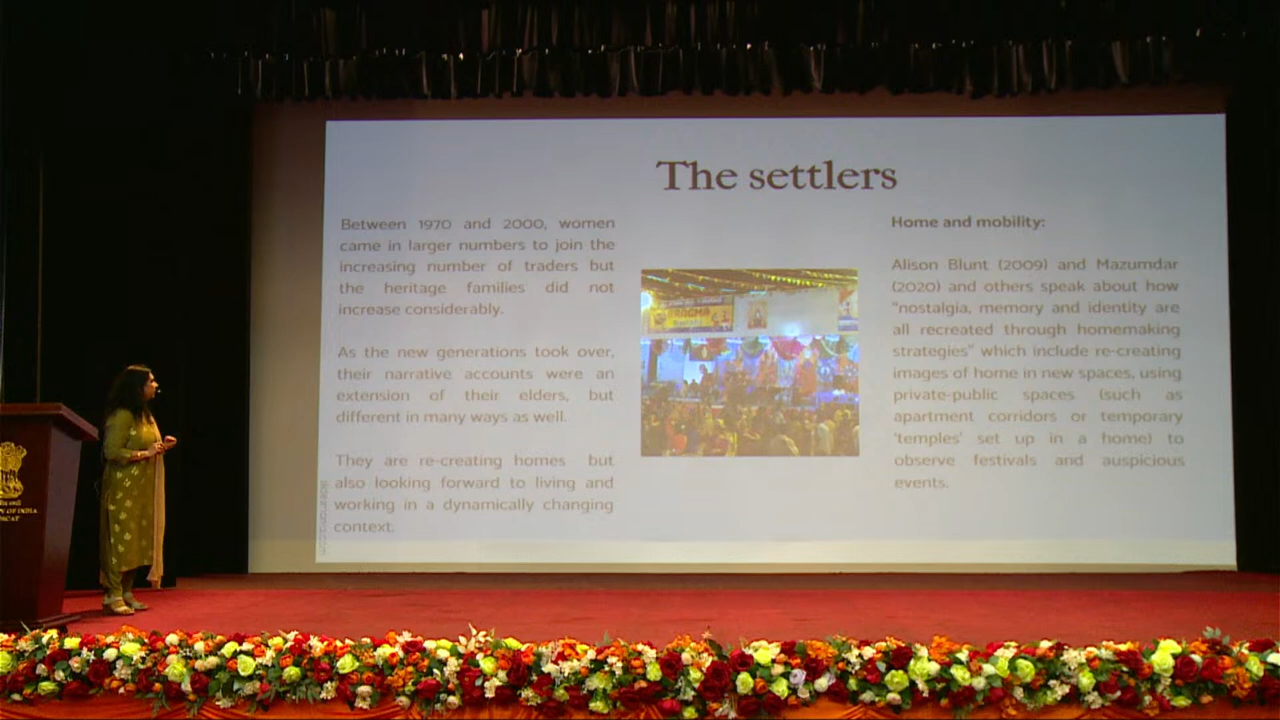 The settlers
Between 1970 and 2000, women
came in larger numbers to join the
increasing number of traders but
the heritage families did not
increase considerably.
As the new generations took over,
their narrative accounts were an
extension of their elders, but
different in many ways as well.
They are re-creating homes but
also looking forward to living and
working in a dynamically changing
context.
Home and mobility:
Alison Blunt (2009) and Mazumdar
(2020) and others speak about how
"nostalgia, memory and identity are
all recreated through homemaking
strategies" which include re-creating
images of home in new spaces, using
private-public spaces (such as
apartment corridors or temporary
'temples' set up in a home) to
observe festivals and auspicious
events.
OF INDIA